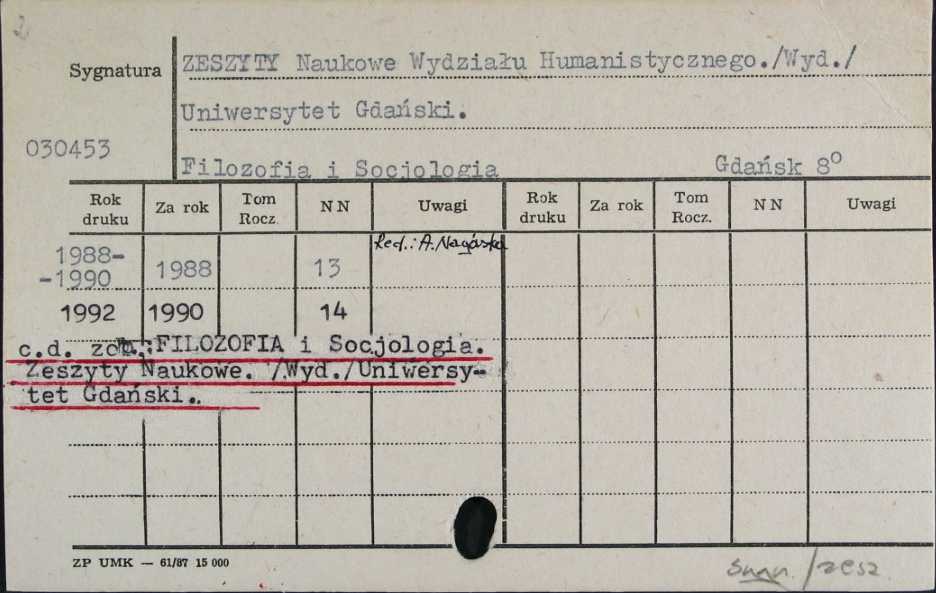 2
Sygnatura
ZESZYTY Naukowe Wydziału Humanistycznego./Wyd./
Uniwersytet Gdański.
030453
Filozofia i Socjologia Gdańsk 8⁰
Rok druku Za rok Tom Rocz. NN Uwagi Rok druku Za rok Tom Rocz. NN Uwagi
Red.: A.
1988-
-1990 1988 13
1992 1990 14
c.d. zob.:FILOZOFIA i Socjologia.
Zeszyty Naukowe. /Wyd./Uniwersy-
tet Gdański.
ZP UMK — 61/87 15 000
/zesz